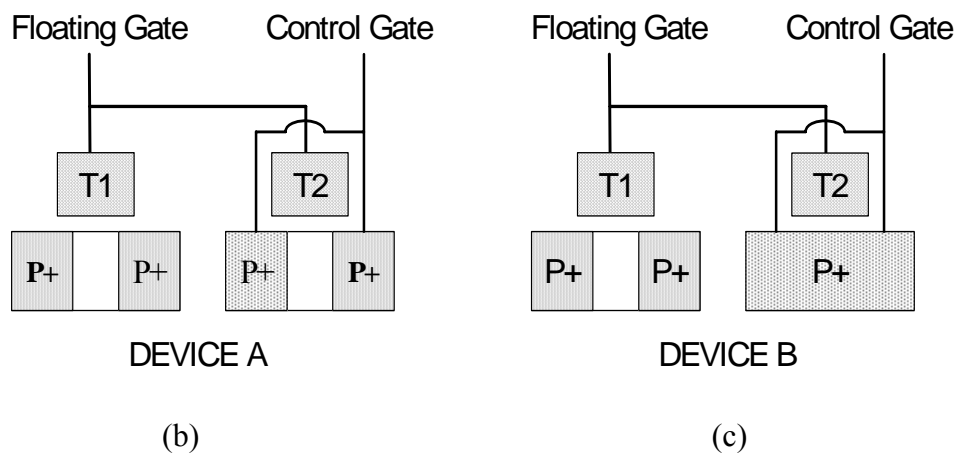 Floating Gate Control Gate Floating Gate Control Gate
T1 T2 T1 T2
P+ P+ P+ P+ P+ P+ P+
DEVICE A DEVICE B
(b) (c)